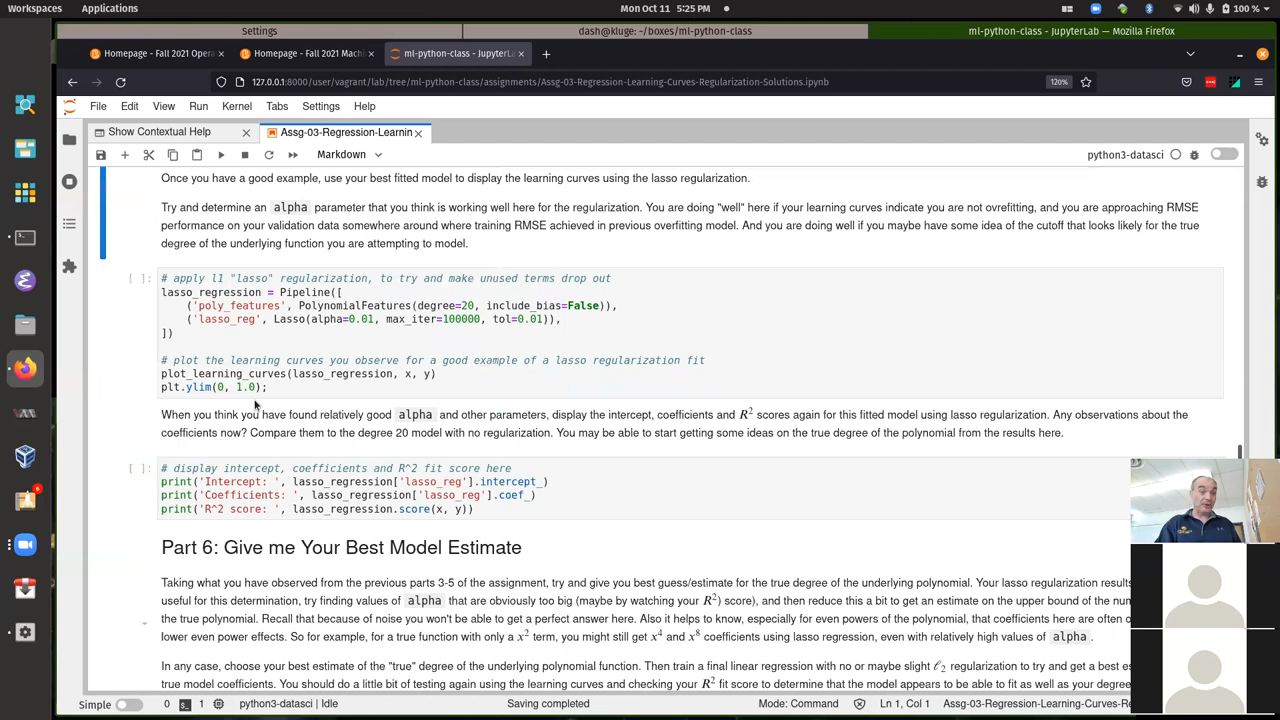 Workspaces Applications Mon Oct 11 5:25 PM 100 %
Settings dash@kluge: ~/boxes/ml-python-class ml-python-class - JupyterLab — Mozilla Firefox
Homepage - Fall 2021 Opera Homepage - Fall 2021 Machi ml-python-class - JupyterLab
127.0.0.1:8000/user/vagrant/lab/tree/ml-python-class/assignments/Assg-03-Regression-Learning-Curves-Regularization-Solutions.ipynb 120%
File Edit View Run Kernel Tabs Settings Help
Show Contextual Help Assg-03-Regression-Learnin
Markdown python3-datasci
Once you have a good example, use your best fitted model to display the learning curves using the lasso regularization.
Try and determine an alpha parameter that you think is working well here for the regularization. You are doing "well" here if your learning curves indicate you are not ovrefitting, and you are approaching RMSE
performance on your validation data somewhere around where training RMSE achieved in previous overfitting model. And you are doing well if you maybe have some idea of the cutoff that looks likely for the true
degree of the underlying function you are attempting to model.
[ ]: # apply l1 "lasso" regularization, to try and make unused terms drop out
lasso_regression = Pipeline([
('poly_features', PolynomialFeatures(degree=20, include_bias=False)),
('lasso_reg', Lasso(alpha=0.01, max_iter=100000, tol=0.01)),
])
# plot the learning curves you observe for a good example of a lasso regularization fit
plot_learning_curves(lasso_regression, x, y)
plt.ylim(0, 1.0);
When you think you have found relatively good alpha and other parameters, display the intercept, coefficients and R² scores again for this fitted model using lasso regularization. Any observations about the
coefficients now? Compare them to the degree 20 model with no regularization. You may be able to start getting some ideas on the true degree of the polynomial from the results here.
[ ]: # display intercept, coefficients and R^2 fit score here
print('Intercept: ', lasso_regression['lasso_reg'].intercept_)
print('Coefficients: ', lasso_regression['lasso_reg'].coef_)
print('R^2 score: ', lasso_regression.score(x, y))
Part 6: Give me Your Best Model Estimate
Taking what you have observed from the previous parts 3-5 of the assignment, try and give you best guess/estimate for the true degree of the underlying polynomial. Your lasso regularization results
useful for this determination, try finding values of alpha that are obviously too big (maybe by watching your R²) score), and then reduce this a bit to get an estimate on the upper bound of the num
the true polynomial. Recall that because of noise you won't be able to get a perfect answer here. Also it helps to know, especially for even powers of the polynomial, that coefficients here are often
lower even power effects. So for example, for a true function with only a x² term, you might still get x⁴ and x⁸ coefficients using lasso regression, even with relatively high values of alpha.
In any case, choose your best estimate of the "true" degree of the underlying polynomial function. Then train a final linear regression with no or maybe slight ℓ₂ regularization to try and get a best es
true model coefficients. You should do a little bit of testing again using the learning curves and checking your R² fit score to determine that the model appears to be able to fit as well as your degree
Simple 0 1 python3-datasci | Idle Saving completed Mode: Command Ln 1, Col 1 Assg-03-Regression-Learning-Curves-Re